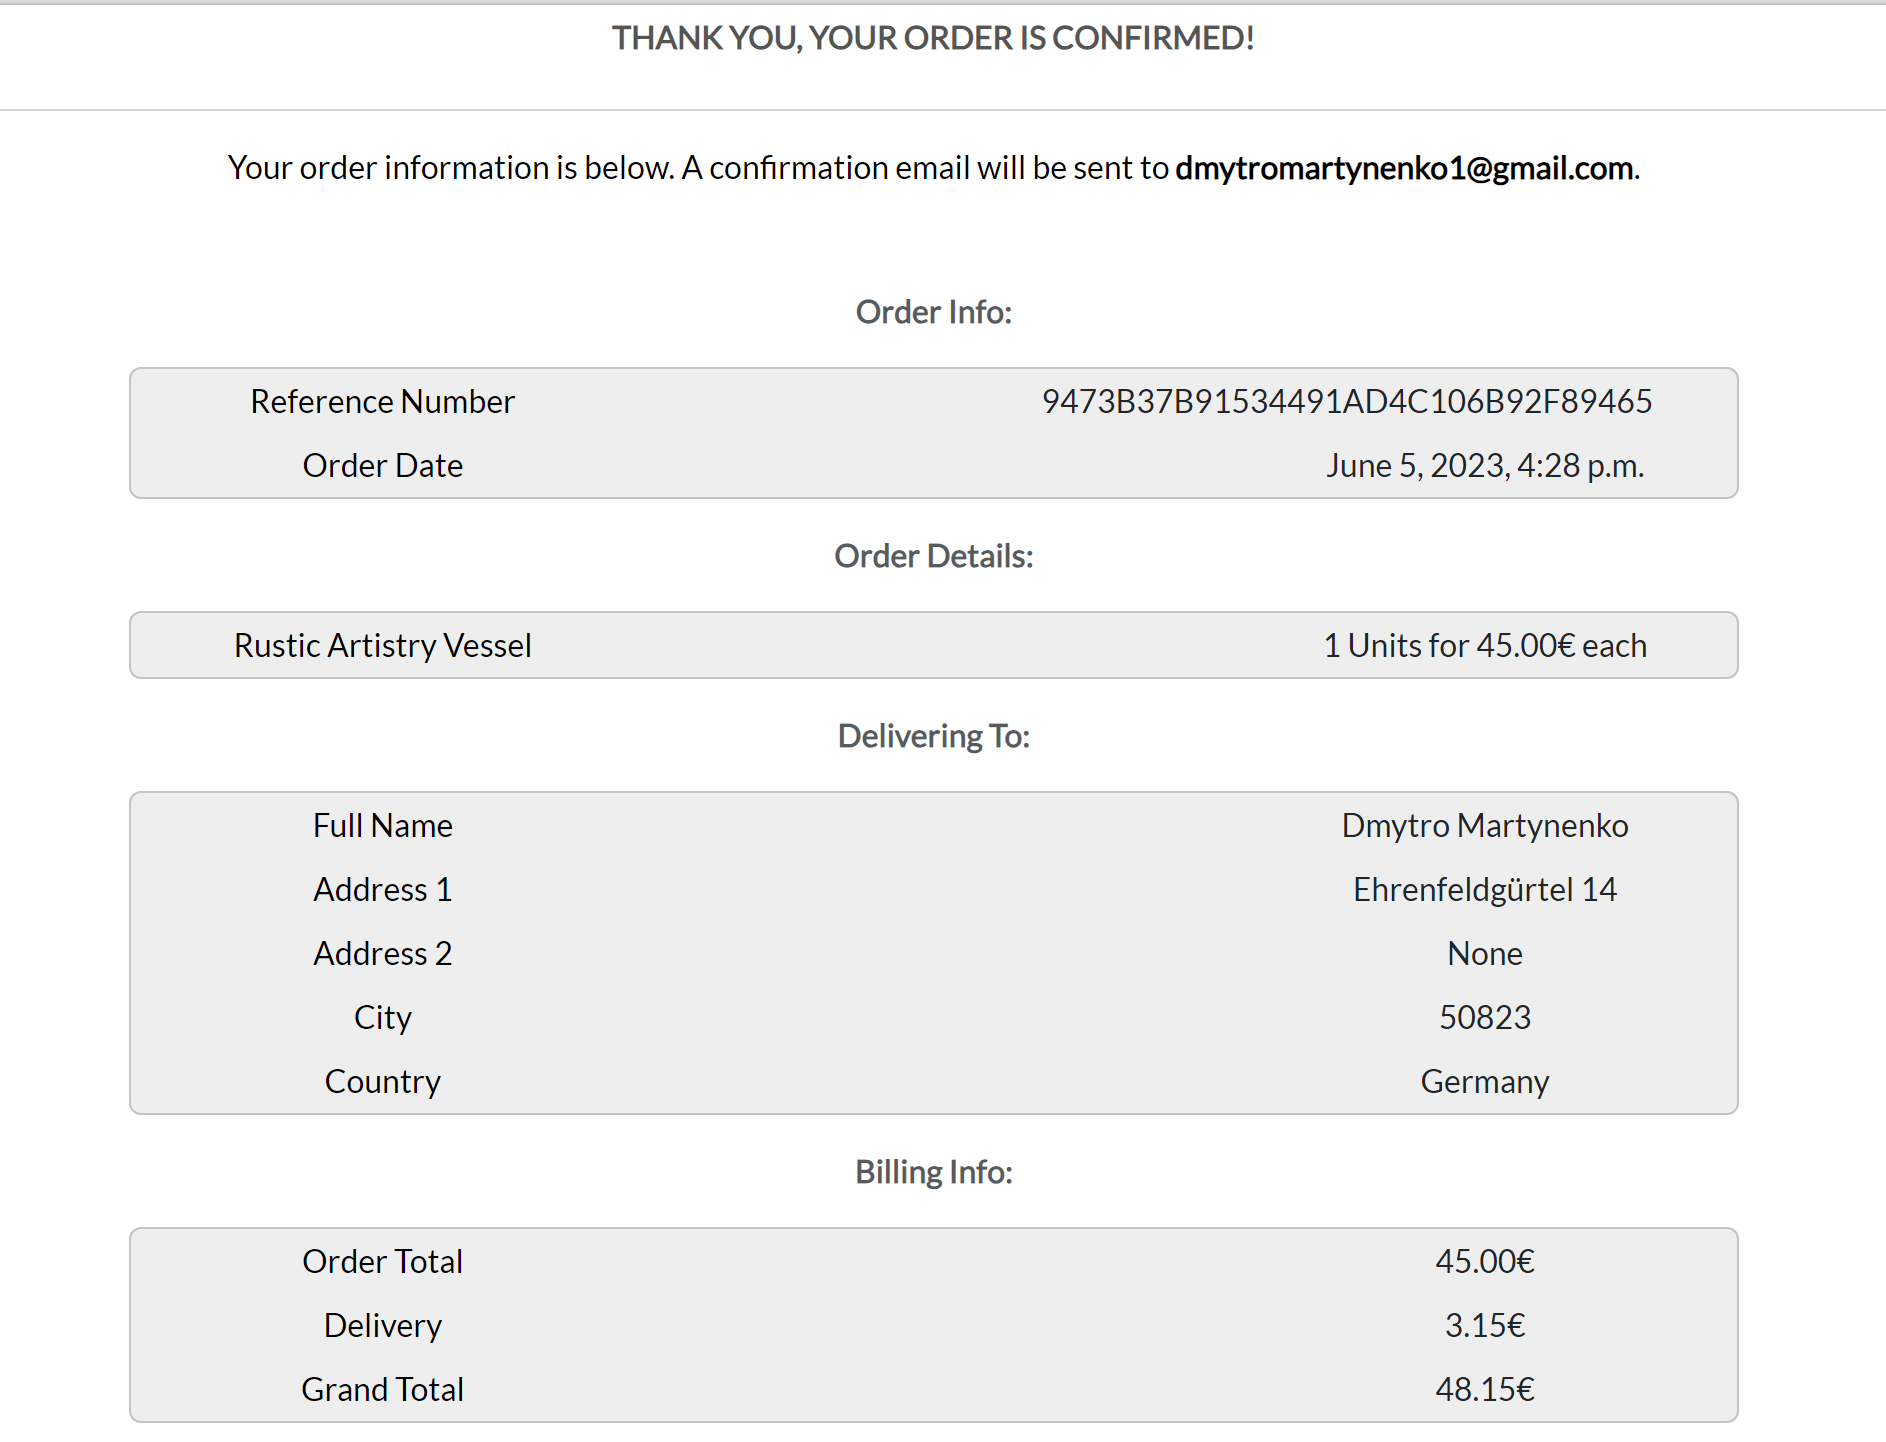 THANK YOU, YOUR ORDER IS CONFIRMED!
Your order information is below. A confirmation email will be sent to dmytromartynenko1@gmail.com.
Order Info:
Reference Number 9473B37B91534491AD4C106B92F89465
Order Date June 5, 2023, 4:28 p.m.
Order Details:
Rustic Artistry Vessel 1 Units for 45.00€ each
Delivering To:
Full Name Dmytro Martynenko
Address 1 Ehrenfeldgürtel 14
Address 2 None
City 50823
Country Germany
Billing Info:
Order Total 45.00€
Delivery 3.15€
Grand Total 48.15€